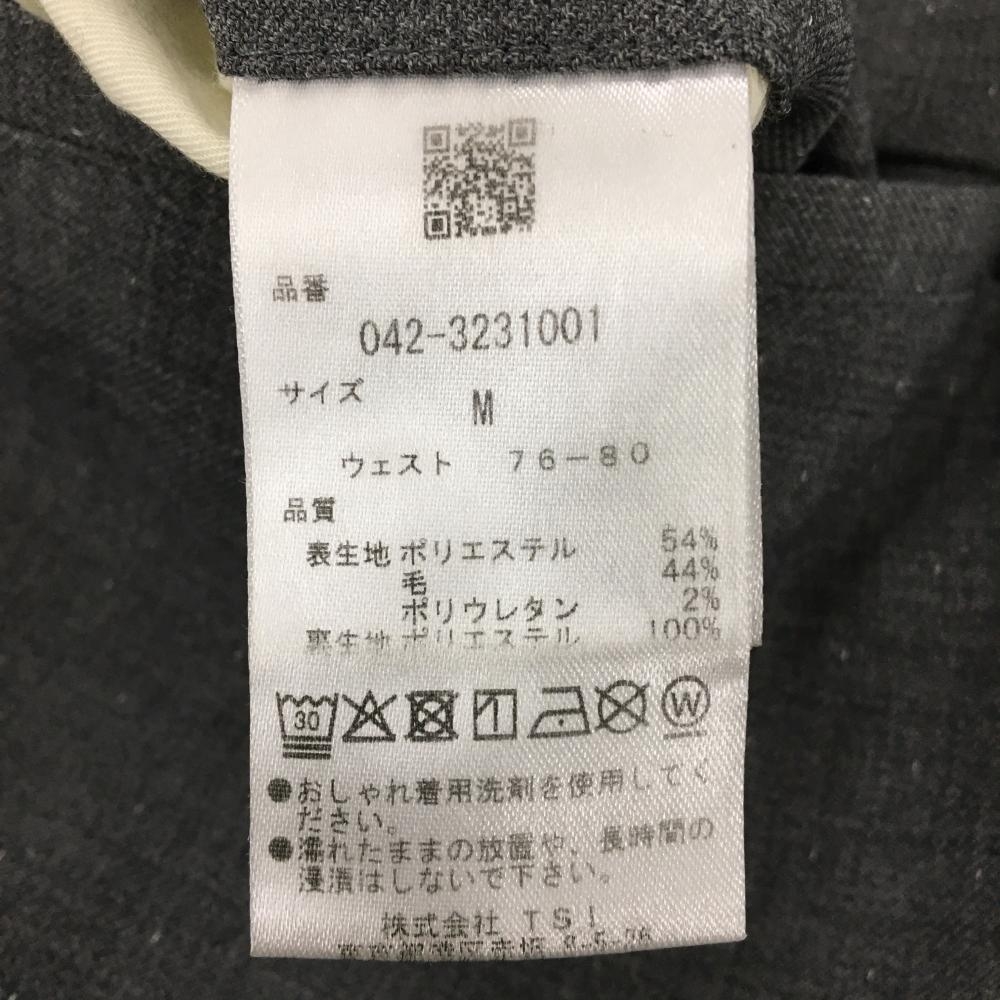 品番
042-3231001
サイズ M
ウェスト 76-80
品質
表生地 ポリエステル 54%
毛 44%
ポリウレタン 2%
裏生地 ポリエステル 100%
30
W
●おしゃれ着用洗剤を使用してく
ださい。
●濡れたままの放置や、長時間の
浸漬はしないで下さい。
株式会社 TSI